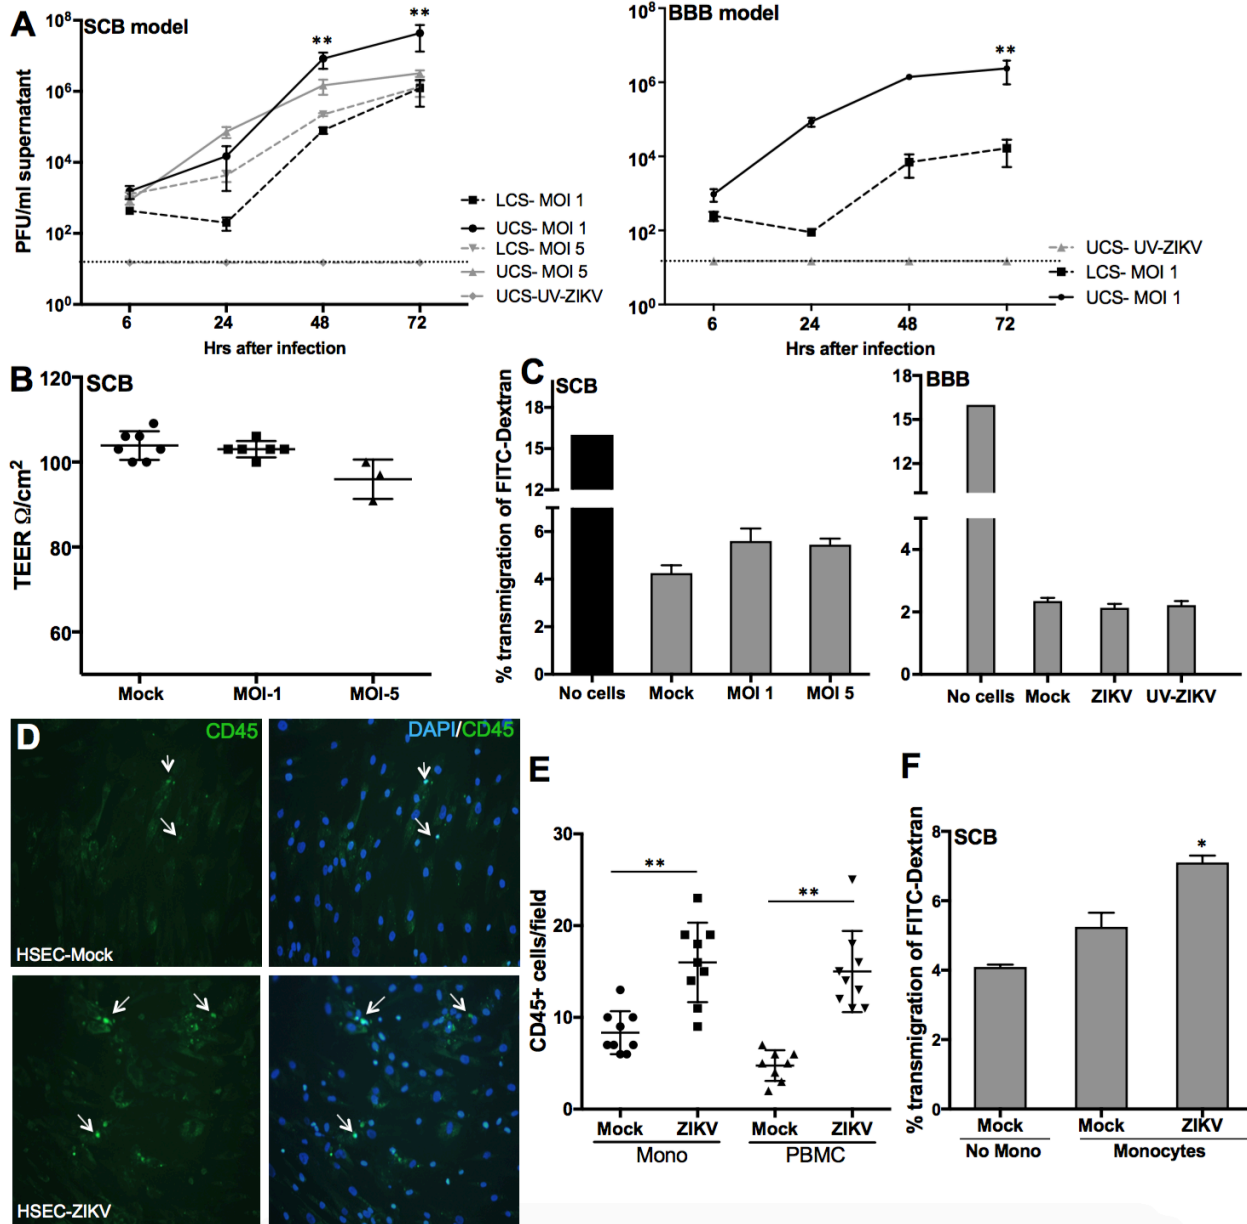 A
SCB model
PFU/ml supernatant
10⁸
10⁶
10⁴
10²
10⁰
**
**
6
24
48
72
Hrs after infection
LCS- MOI 1
UCS- MOI 1
LCS- MOI 5
UCS- MOI 5
UCS-UV-ZIKV
BBB model
10⁸
10⁶
10⁴
10²
10⁰
**
6
24
48
72
Hrs after infection
UCS- UV-ZIKV
LCS- MOI 1
UCS- MOI 1
B
SCB
TEER Ω/cm²
120
100
80
60
Mock
MOI-1
MOI-5
C
SCB
% transmigration of FITC-Dextran
18
15
12
6
4
2
0
No cells
Mock
MOI 1
MOI 5
BBB
18
15
12
4
2
0
No cells
Mock
ZIKV
UV-ZIKV
D
CD45
DAPI/CD45
HSEC-Mock
HSEC-ZIKV
E
CD45+ cells/field
30
20
10
0
**
**
Mock
ZIKV
Mock
ZIKV
Mono
PBMC
F
SCB
% transmigration of FITC-Dextran
8
6
4
2
0
*
Mock
Mock
ZIKV
No Mono
Monocytes